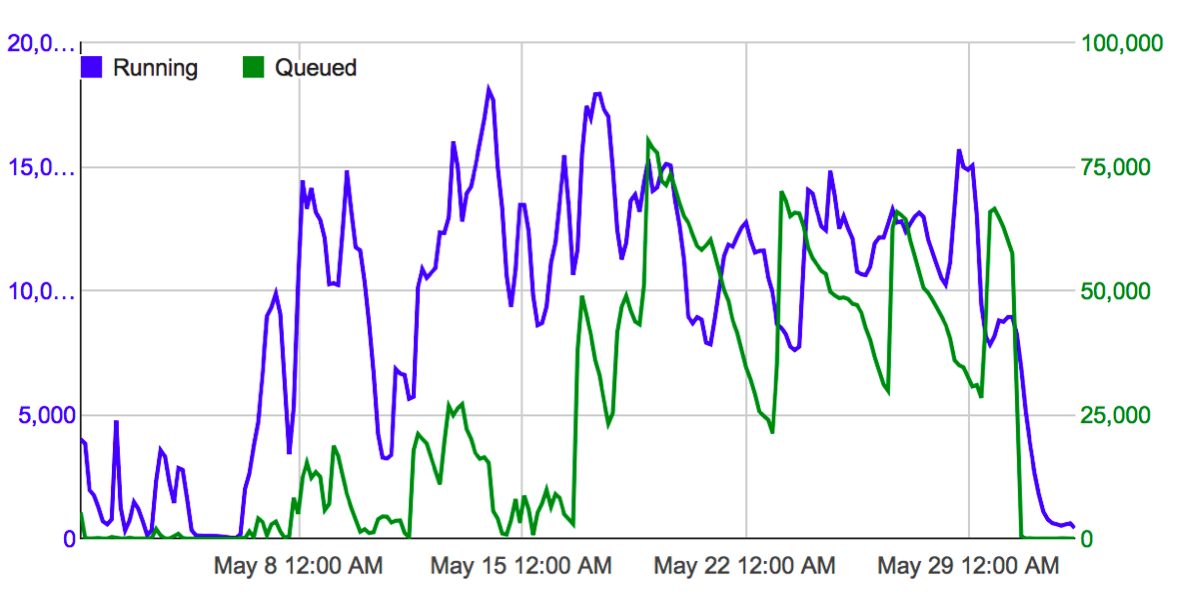 20,0... 100,000
Running Queued
15,0... 75,000
10,0... 50,000
5,000 25,000
0 0
May 8 12:00 AM May 15 12:00 AM May 22 12:00 AM May 29 12:00 AM